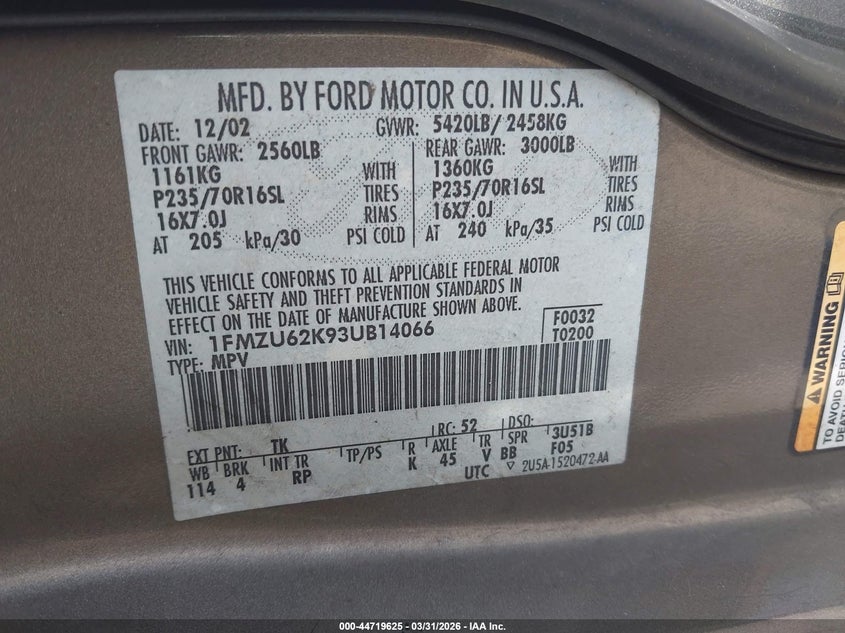 MFD. BY FORD MOTOR CO. IN U.S.A.
DATE: 12/02 GVWR: 5420LB/ 2458KG
FRONT GAWR: 2560LB REAR GAWR: 3000LB
1161KG WITH 1360KG WITH
P235/70R16SL TIRES P235/70R16SL TIRES
16X7.0J RIMS 16X7.0J RIMS
AT 205 kPa/30 PSI COLD AT 240 kPa/35 PSI COLD
THIS VEHICLE CONFORMS TO ALL APPLICABLE FEDERAL MOTOR
VEHICLE SAFETY AND THEFT PREVENTION STANDARDS IN
EFFECT ON THE DATE OF MANUFACTURE SHOWN ABOVE.
VIN: 1FMZU62K93UB14066 F0032
TYPE: MPV T0200
EXT PNT: TK RC: 52 DSO: 3U51B
WB BRK INT TR TP/PS R AXLE TR SPR F05
114 4 RP K 45 V BB
UTC ▽ 2U5A-1520472-AA
WARNING
TO AVOID SERIOU
DEATH
000-44719625 - 03/31/2026 - IAA Inc.